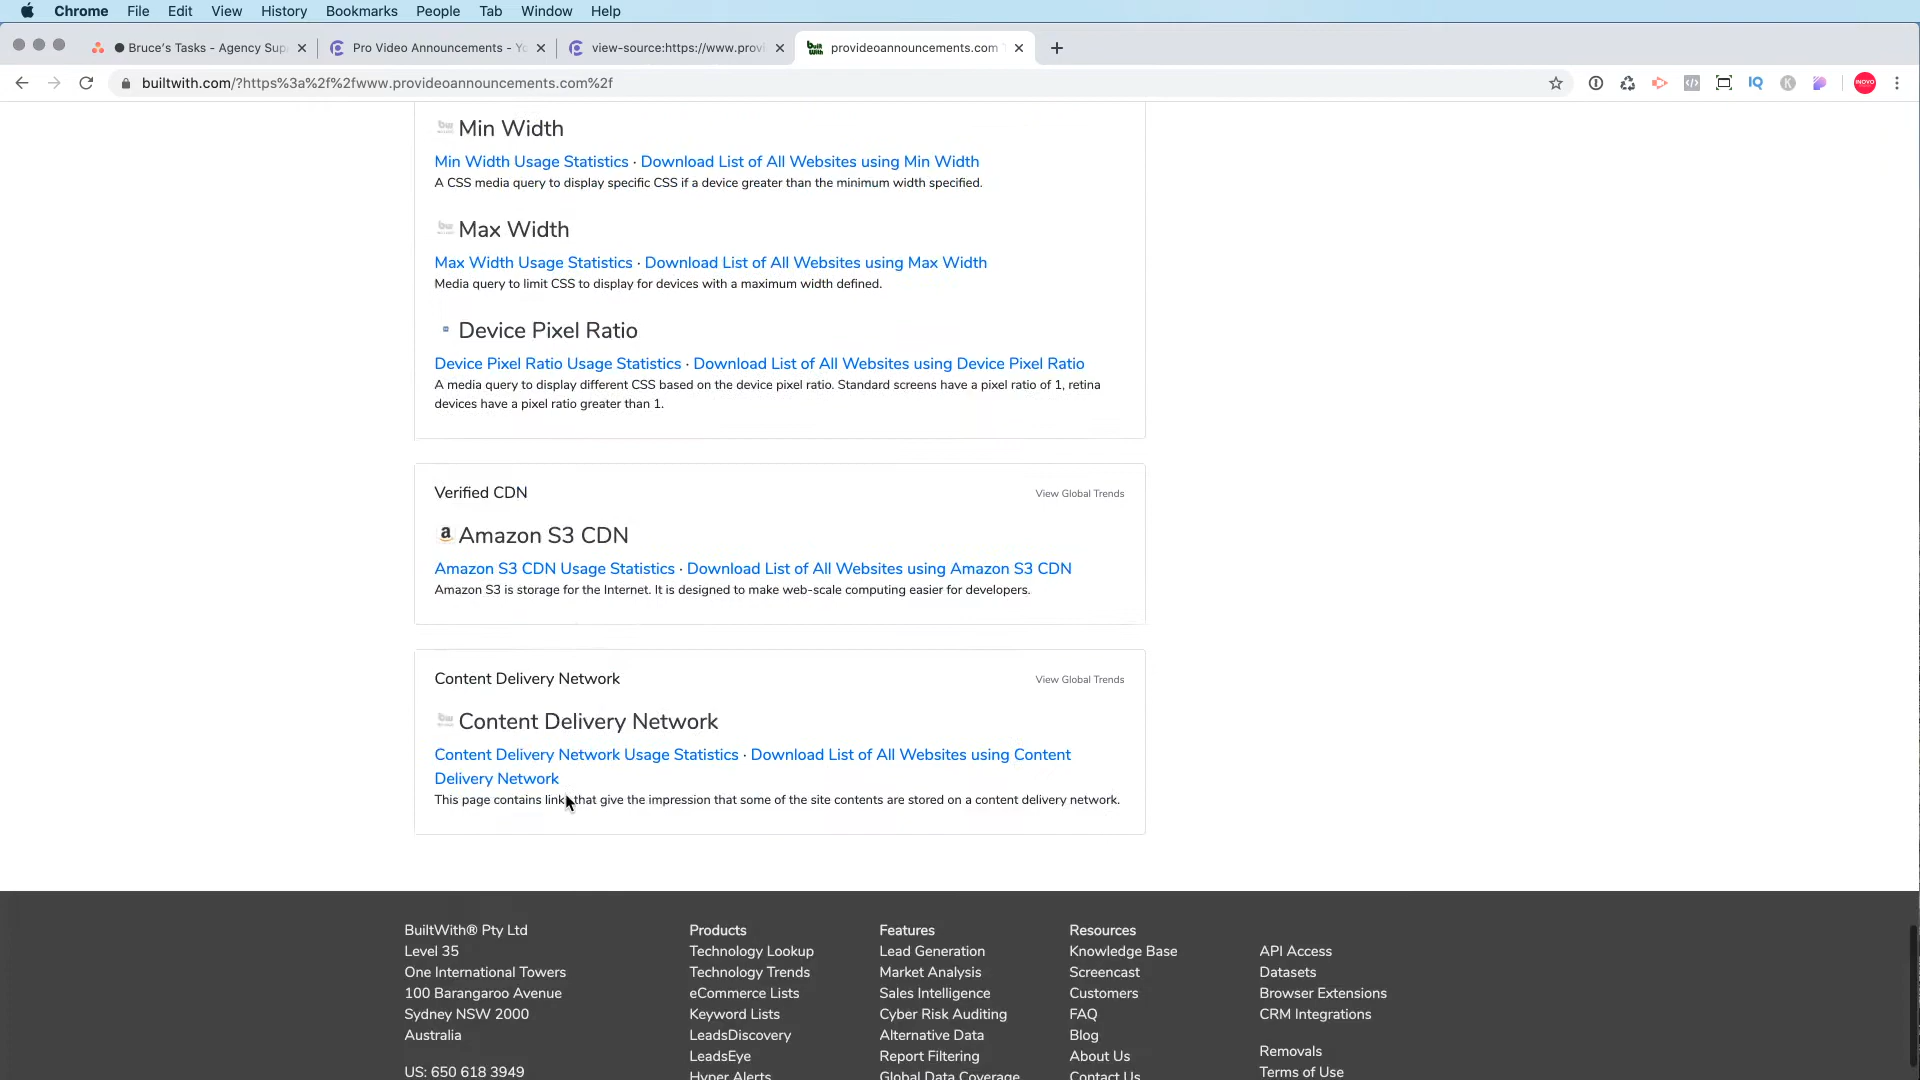 Chrome File Edit View History Bookmarks People Tab Window Help
Bruce's Tasks - Agency Sup
Pro Video Announcements - Yo
view-source:https://www.provi
provideoannouncements.com
builtwith.com/?https%3a%2f%2fwww.provideoannouncements.com%2f
Min Width
Min Width Usage Statistics · Download List of All Websites using Min Width
A CSS media query to display specific CSS if a device greater than the minimum width specified.
Max Width
Max Width Usage Statistics · Download List of All Websites using Max Width
Media query to limit CSS to display for devices with a maximum width defined.
Device Pixel Ratio
Device Pixel Ratio Usage Statistics · Download List of All Websites using Device Pixel Ratio
A media query to display different CSS based on the device pixel ratio. Standard screens have a pixel ratio of 1, retina
devices have a pixel ratio greater than 1.
Verified CDN
View Global Trends
Amazon S3 CDN
Amazon S3 CDN Usage Statistics · Download List of All Websites using Amazon S3 CDN
Amazon S3 is storage for the Internet. It is designed to make web-scale computing easier for developers.
Content Delivery Network
View Global Trends
Content Delivery Network
Content Delivery Network Usage Statistics · Download List of All Websites using Content
Delivery Network
This page contains links that give the impression that some of the site contents are stored on a content delivery network.
BuiltWith® Pty Ltd
Level 35
One International Towers
100 Barangaroo Avenue
Sydney NSW 2000
Australia
US: 650 618 3949
Products
Technology Lookup
Technology Trends
eCommerce Lists
Keyword Lists
LeadsDiscovery
LeadsEye
Hyper Alerts
Features
Lead Generation
Market Analysis
Sales Intelligence
Cyber Risk Auditing
Alternative Data
Report Filtering
Global Data Coverage
Resources
Knowledge Base
Screencast
Customers
FAQ
Blog
About Us
Contact Us
API Access
Datasets
Browser Extensions
CRM Integrations
Removals
Terms of Use